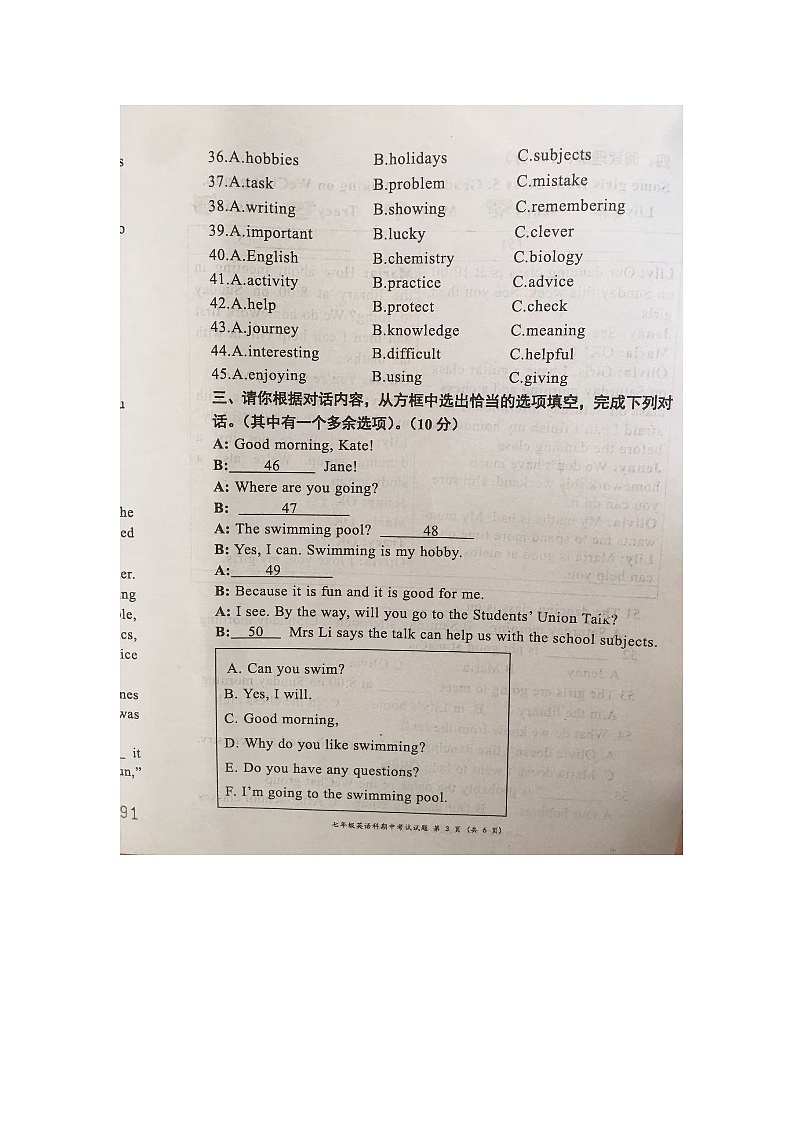 36.A.hobbies B.holidays C.subjects
37.A.task B.problem C.mistake
38.A.writing B.showing C.remembering
39.A.important B.lucky C.clever
40.A.English B.chemistry C.biology
41.A.activity B.practice C.advice
42.A.help B.protect C.check
43.A.journey B.knowledge C.meaning
44.A.interesting B.difficult C.helpful
45.A.enjoying B.using C.giving
三、请你根据对话内容，从方框中选出恰当的选项填空，完成下列对
话。（其中有一个多余选项）。（10 分）
A: Good morning, Kate!
B: 46 Jane!
A: Where are you going?
B: 47
A: The swimming pool? 48
B: Yes, I can. Swimming is my hobby.
A: 49
B: Because it is fun and it is good for me.
A: I see. By the way, will you go to the Students' Union Talk?
B: 50 Mrs Li says the talk can help us with the school subjects.
A. Can you swim?
B. Yes, I will.
C. Good morning,
D. Why do you like swimming?
E. Do you have any questions?
F. I'm going to the swimming pool.
七年级英语科期中考试试题 第 3 页（共 6 页）